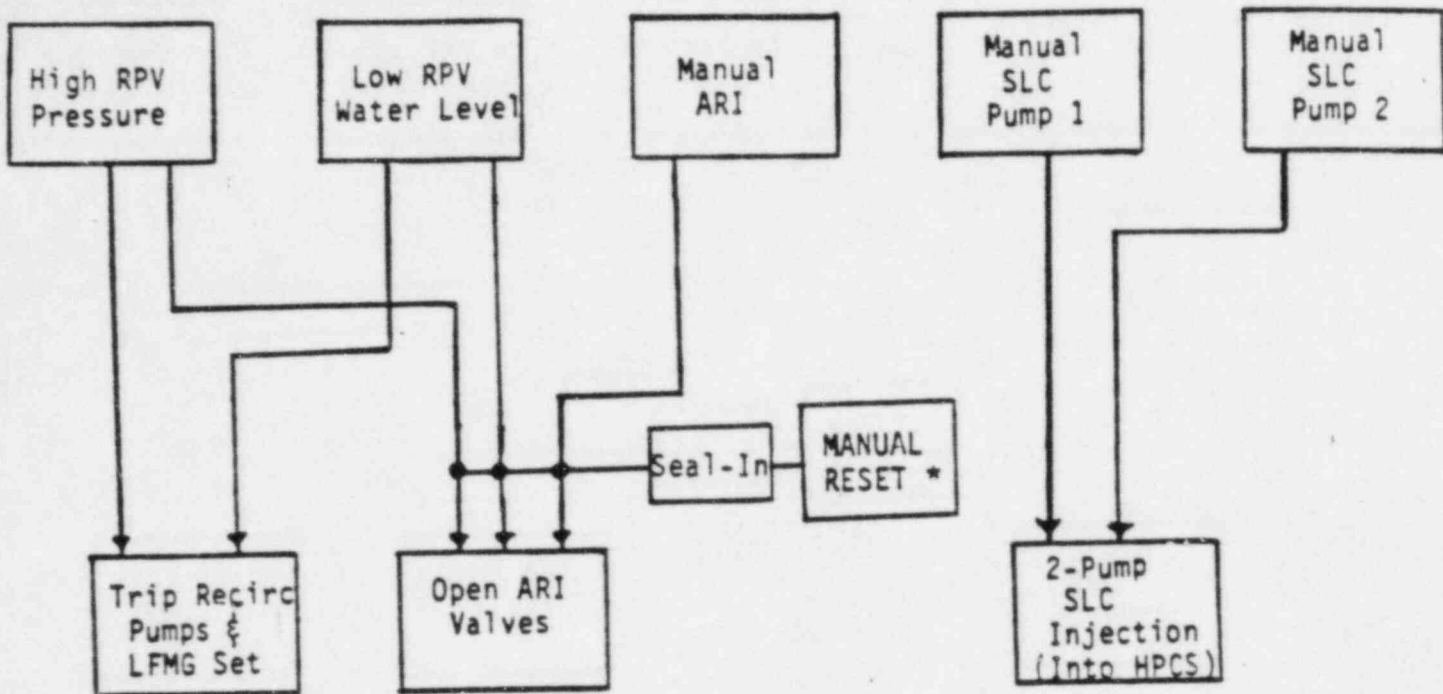 High RPV
Pressure
Low RPV
Water Level
Manual
ARI
Manual
SLC
Pump 1
Manual
SLC
Pump 2
Seal-In
MANUAL
RESET *
Trip Recirc
Pumps &
LFMG Set
Open ARI
Valves
2-Pump
SLC
Injection
(Into HPCS)